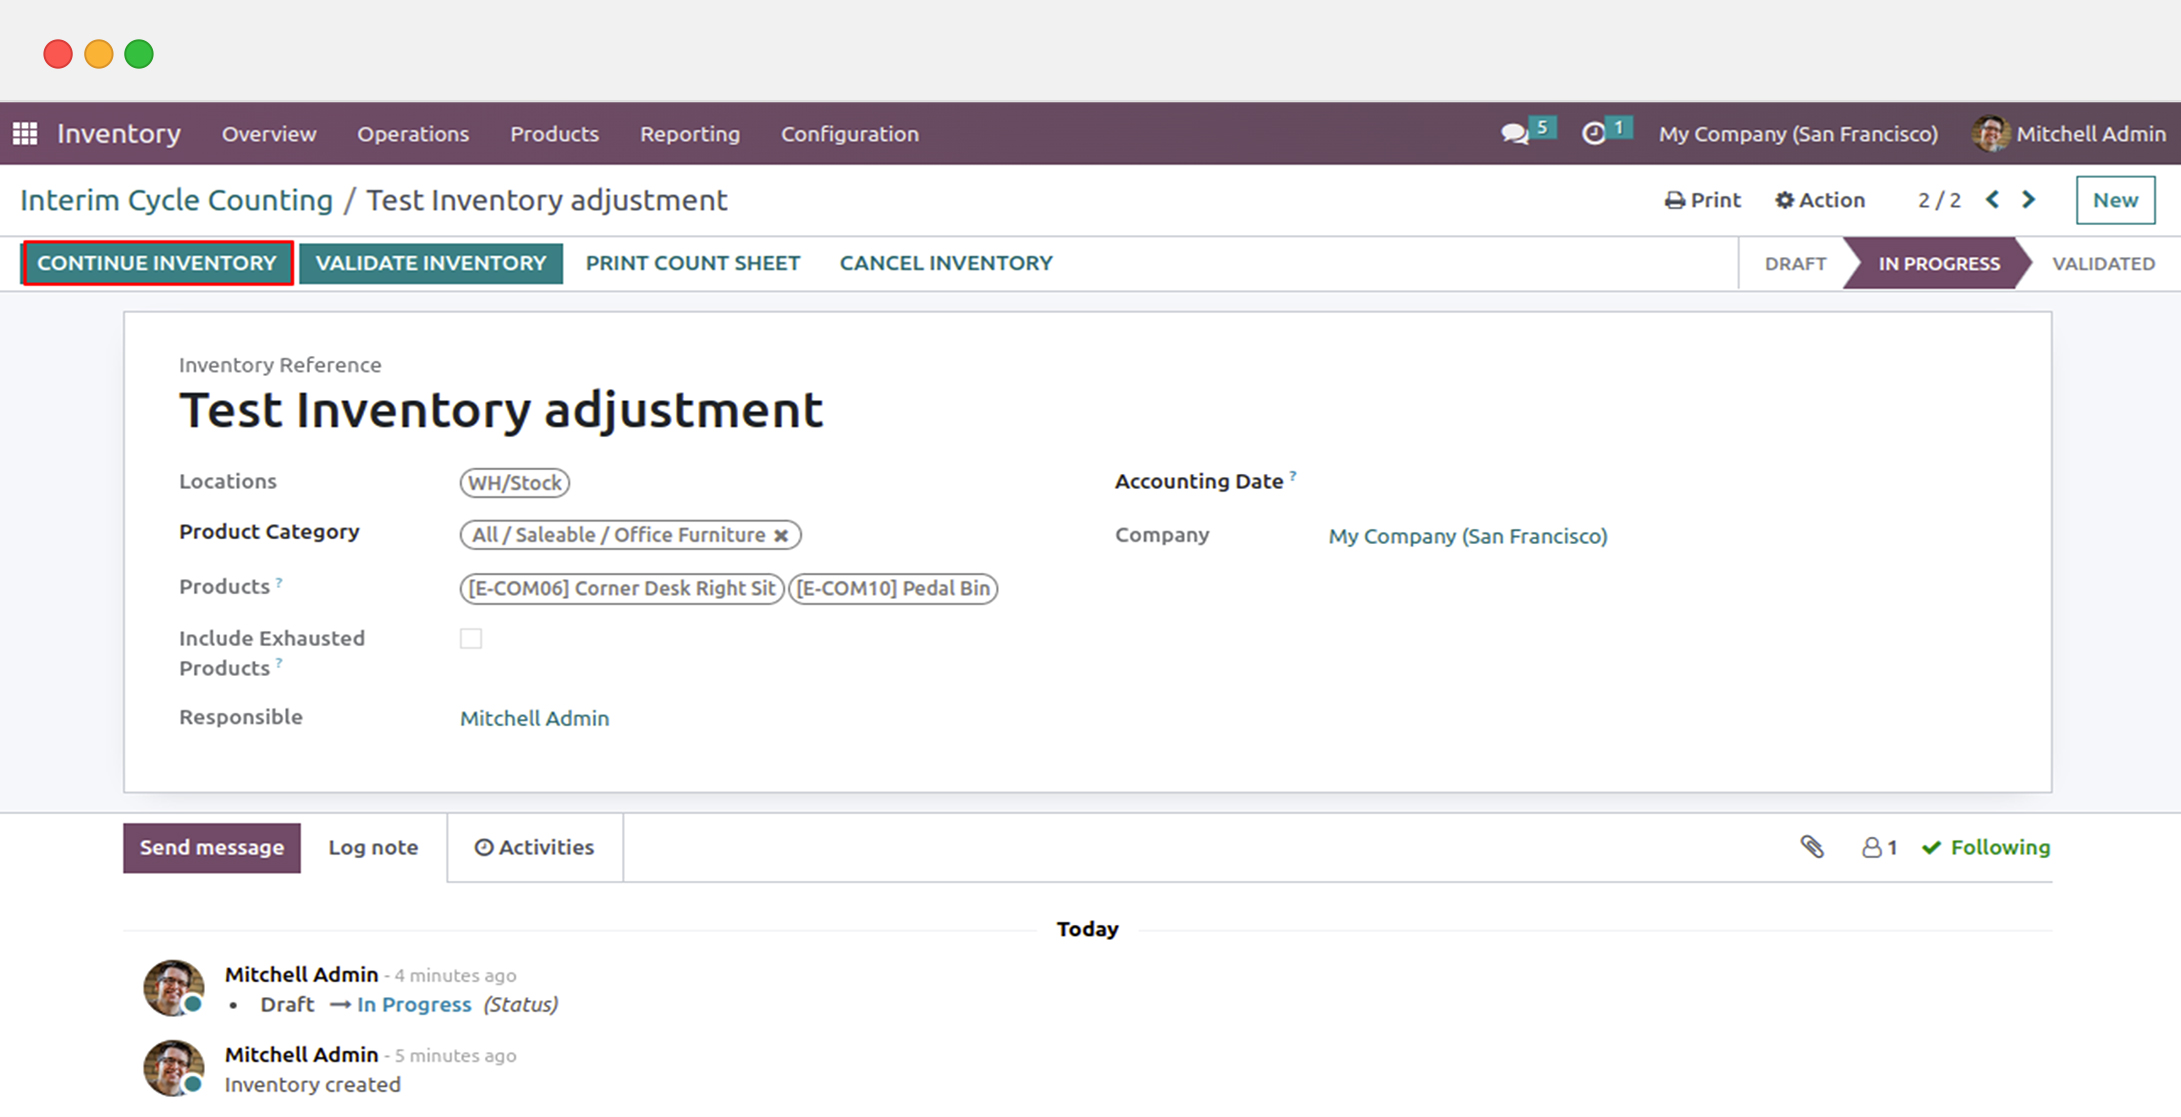 Inventory Overview Operations Products Reporting Configuration 5 1 My Company (San Francisco) Mitchell Admin
Interim Cycle Counting / Test Inventory adjustment Print Action 2 / 2 New
CONTINUE INVENTORY VALIDATE INVENTORY PRINT COUNT SHEET CANCEL INVENTORY DRAFT IN PROGRESS VALIDATED
Inventory Reference
Test Inventory adjustment
Locations WH/Stock Accounting Date ?
Product Category All / Saleable / Office Furniture ✖
Company My Company (San Francisco)
Products ? [E-COM06] Corner Desk Right Sit [E-COM10] Pedal Bin
Include Exhausted
Products ?
Responsible Mitchell Admin
Send message Log note Activities 1 Following
Today
Mitchell Admin - 4 minutes ago
• Draft → In Progress (Status)
Mitchell Admin - 5 minutes ago
Inventory created